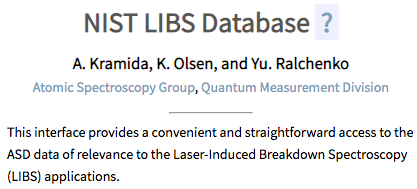 NIST LIBS Database ?
A. Kramida, K. Olsen, and Yu. Ralchenko
Atomic Spectroscopy Group, Quantum Measurement Division
This interface provides a convenient and straightforward access to the
ASD data of relevance to the Laser-Induced Breakdown Spectroscopy
(LIBS) applications.